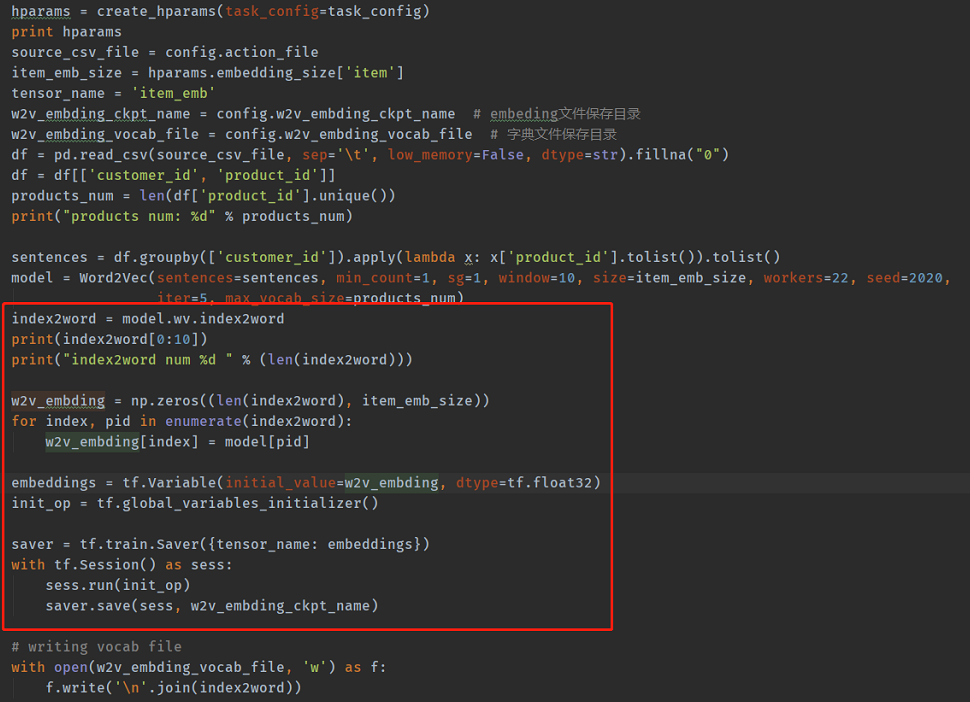 hparams = create_hparams(task_config=task_config)
print hparams
source_csv_file = config.action_file
item_emb_size = hparams.embedding_size['item']
tensor_name = 'item_emb'
w2v_embding_ckpt_name = config.w2v_embding_ckpt_name  # embeding文件保存目录
w2v_embding_vocab_file = config.w2v_embding_vocab_file  # 字典文件保存目录
df = pd.read_csv(source_csv_file, sep='\t', low_memory=False, dtype=str).fillna("0")
df = df[['customer_id', 'product_id']]
products_num = len(df['product_id'].unique())
print("products num: %d" % products_num)

sentences = df.groupby(['customer_id']).apply(lambda x: x['product_id'].tolist()).tolist()
model = Word2Vec(sentences=sentences, min_count=1, sg=1, window=10, size=item_emb_size, workers=22, seed=2020,
                 iter=5, max_vocab_size=products_num)
index2word = model.wv.index2word
print(index2word[0:10])
print("index2word num %d " % (len(index2word)))

w2v_embding = np.zeros((len(index2word), item_emb_size))
for index, pid in enumerate(index2word):
    w2v_embding[index] = model[pid]

embeddings = tf.Variable(initial_value=w2v_embding, dtype=tf.float32)
init_op = tf.global_variables_initializer()

saver = tf.train.Saver({tensor_name: embeddings})
with tf.Session() as sess:
    sess.run(init_op)
    saver.save(sess, w2v_embding_ckpt_name)

# writing vocab file
with open(w2v_embding_vocab_file, 'w') as f:
    f.write('\n'.join(index2word))